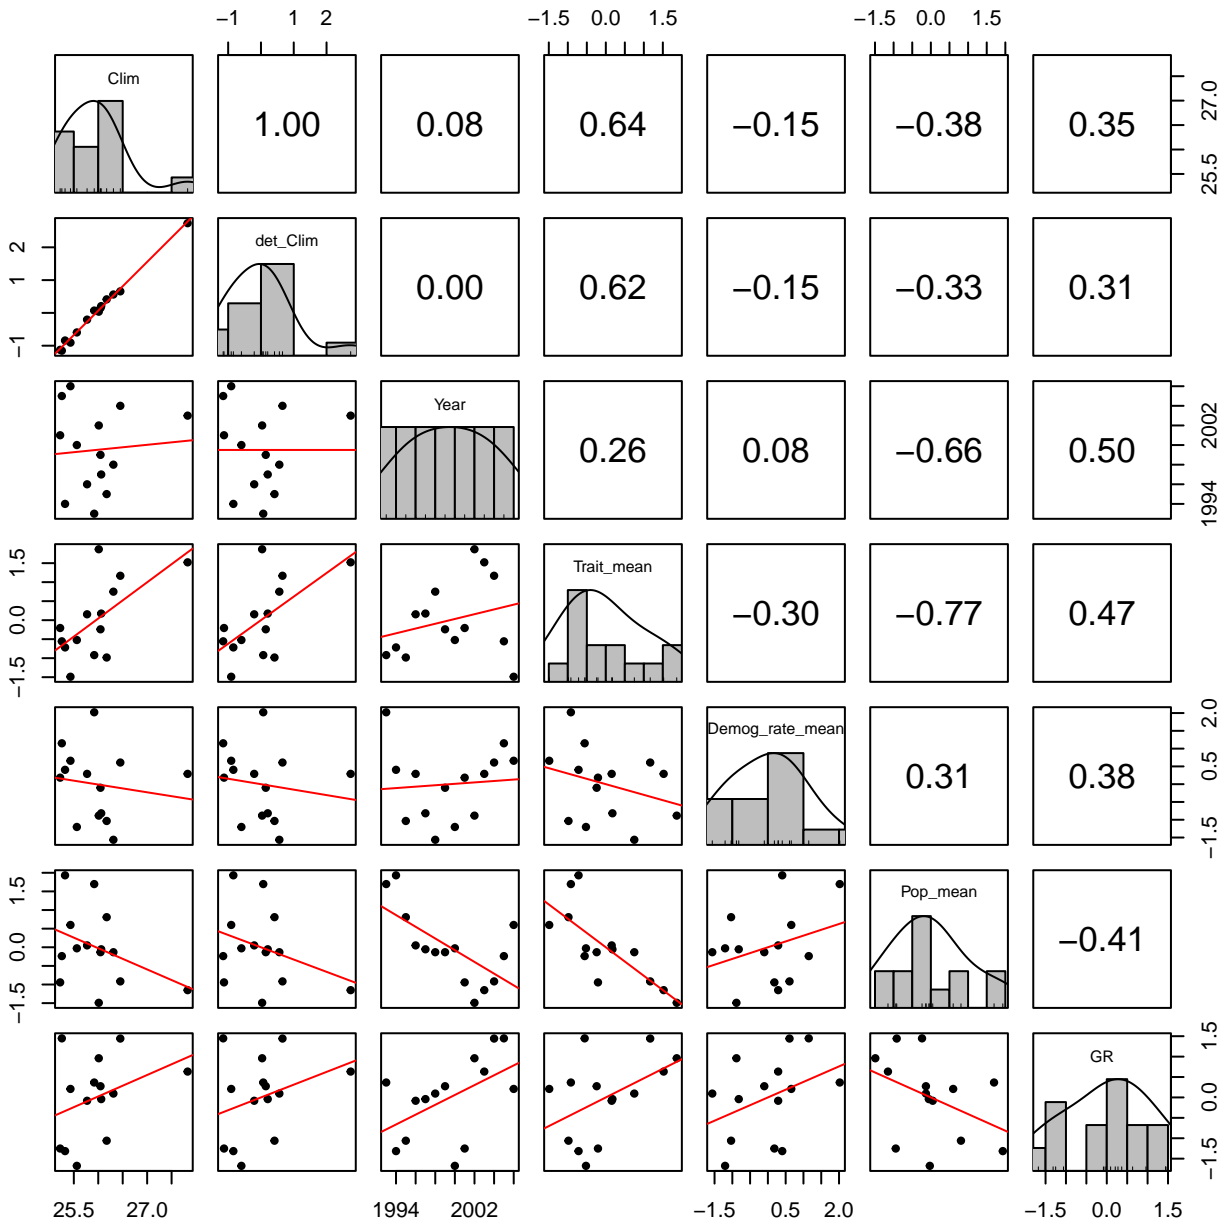 −1 1 2 −1.5 0.0 1.5 −1.5 0.0 1.5
Clim 1.00 0.08 0.64 −0.15 −0.38 0.35 25.5 27.0
−1 1 2 det_Clim 0.00 0.62 −0.15 −0.33 0.31
Year 0.26 0.08 −0.66 0.50 1994 2002
−1.5 0.0 1.5 Trait_mean −0.30 −0.77 0.47
Demog_rate_mean 0.31 0.38 −1.5 0.5 2.0
−1.5 0.0 1.5 Pop_mean −0.41
GR −1.5 0.0 1.5
25.5 27.0 1994 2002 −1.5 0.5 2.0 −1.5 0.0 1.5